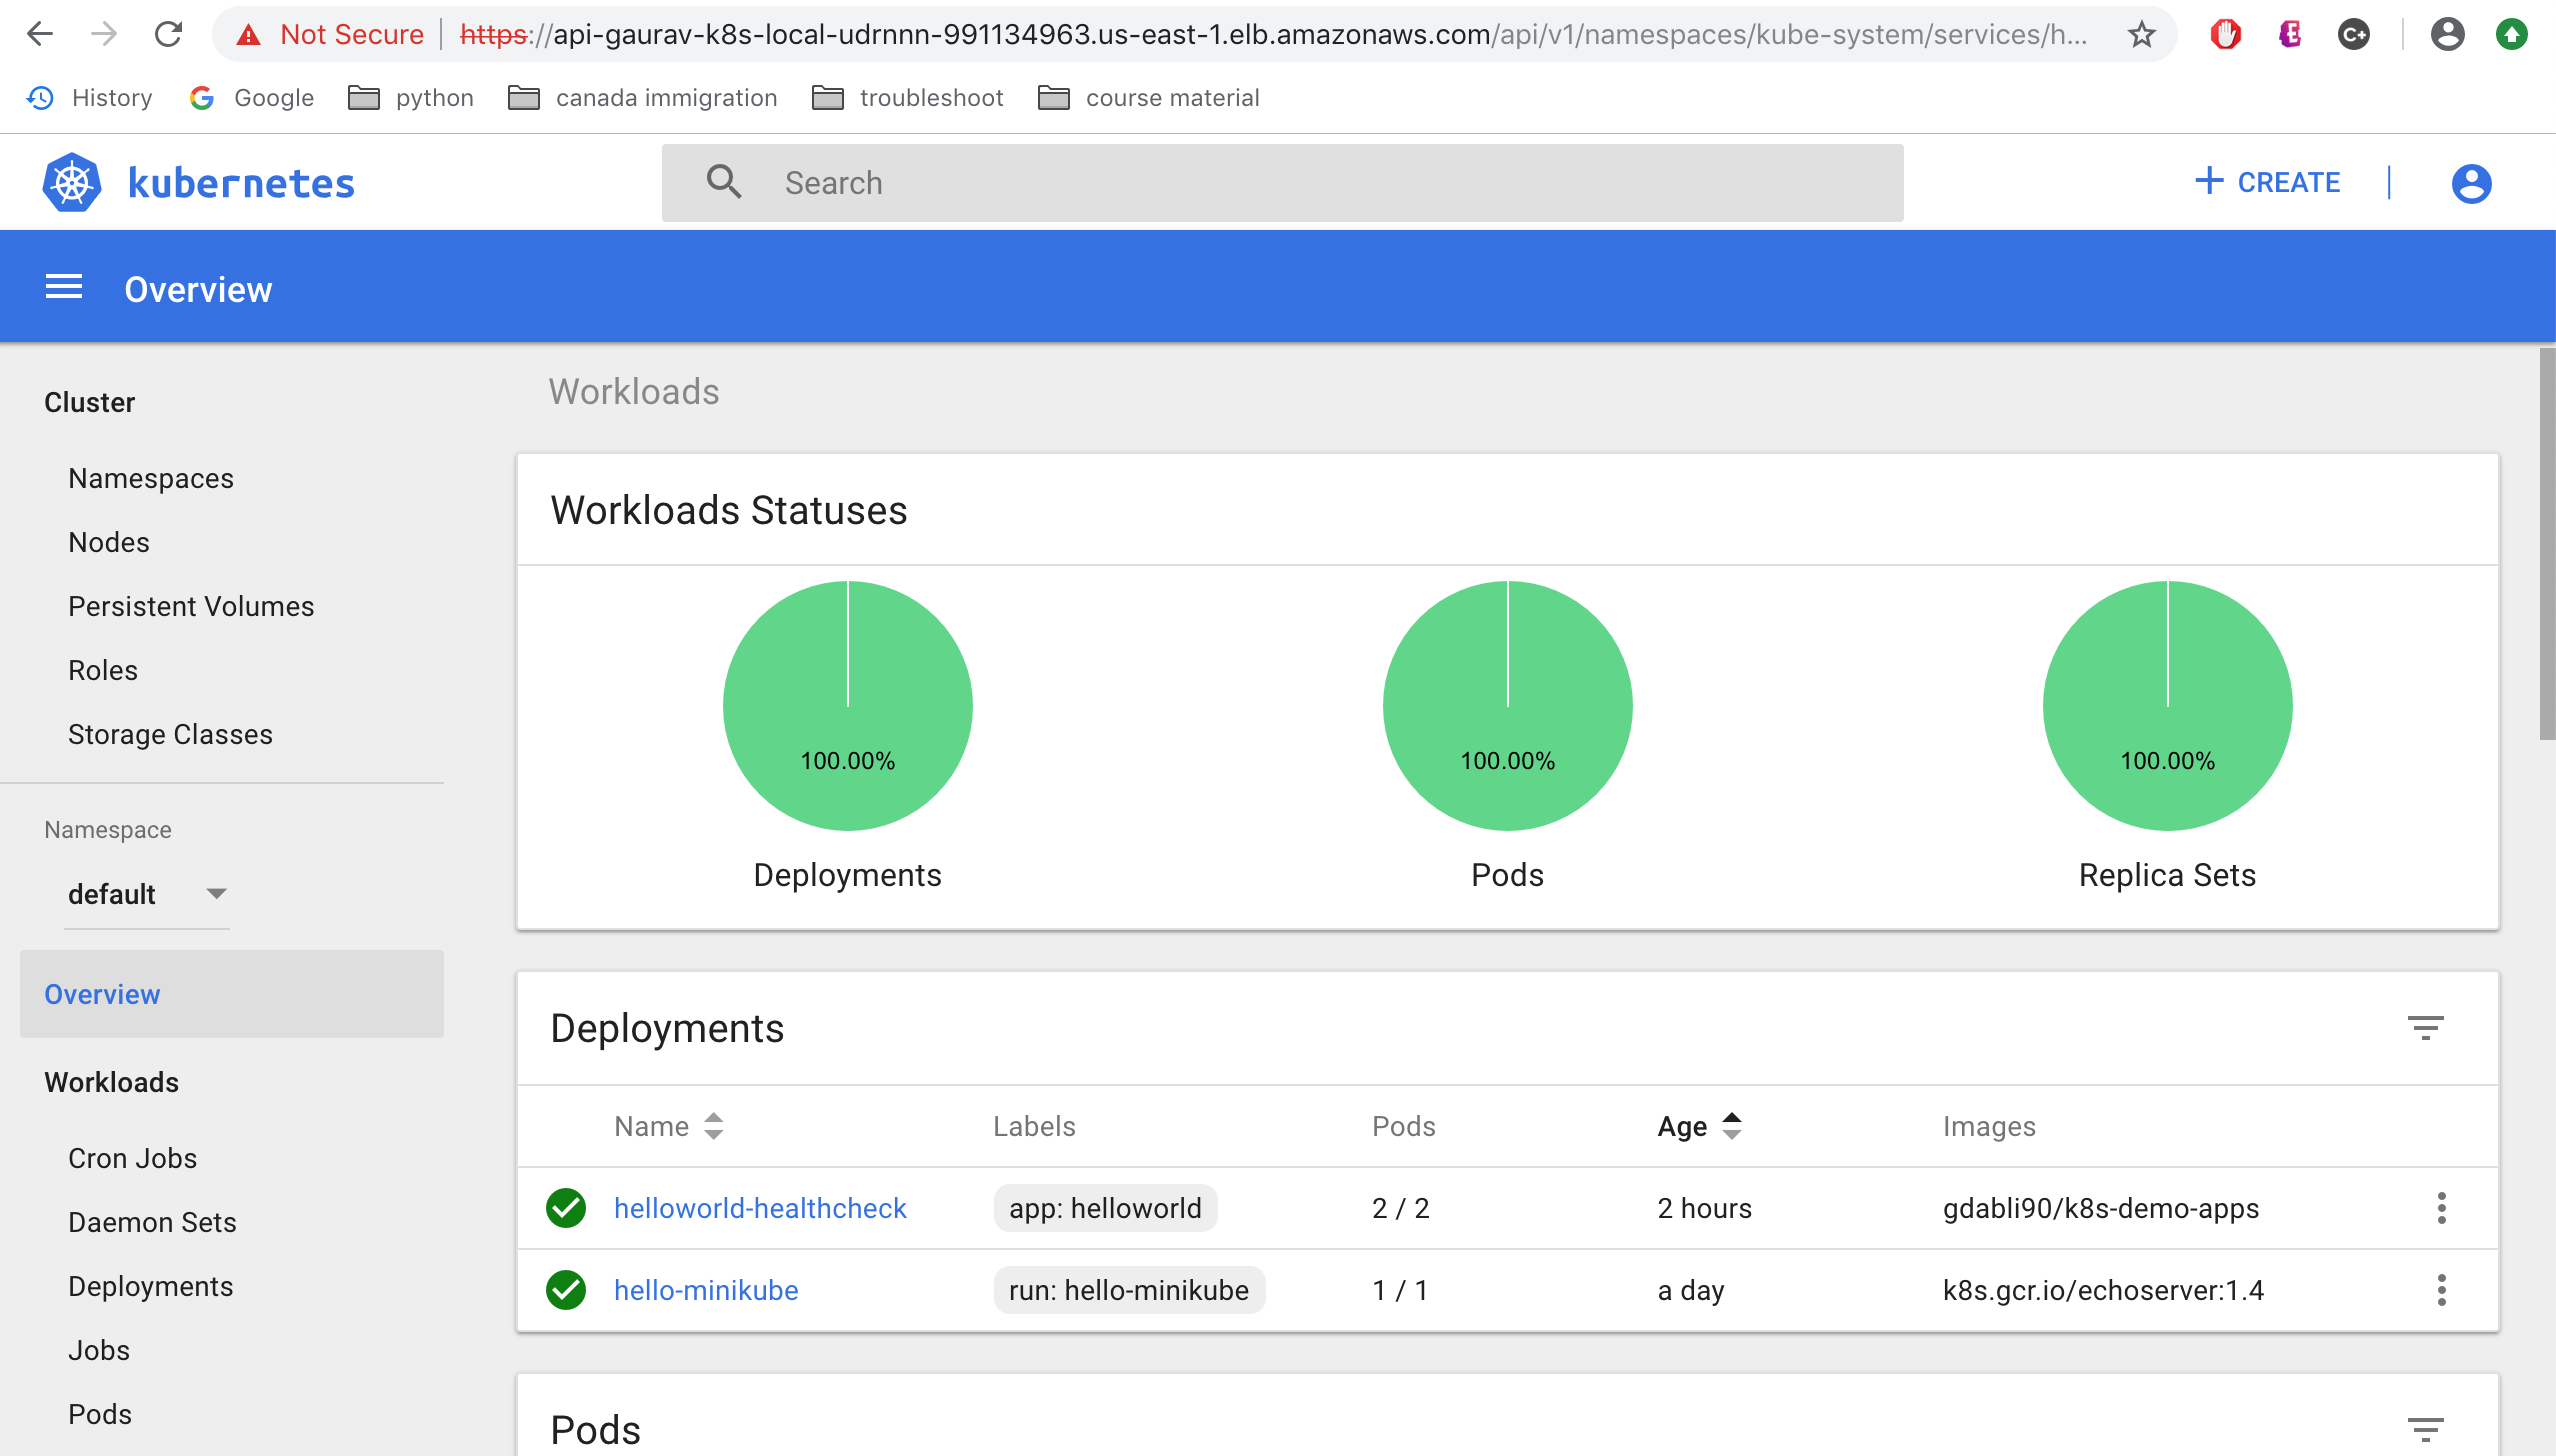 Not Secure https://api-gaurav-k8s-local-udrnnn-991134963.us-east-1.elb.amazonaws.com/api/v1/namespaces/kube-system/services/h...
History Google python canada immigration troubleshoot course material
kubernetes Search + CREATE
Overview
Cluster
Namespaces
Nodes
Persistent Volumes
Roles
Storage Classes
Namespace
default
Overview
Workloads
Cron Jobs
Daemon Sets
Deployments
Jobs
Pods
Workloads
Workloads Statuses
100.00% 100.00% 100.00%
Deployments Pods Replica Sets
Deployments
Name Labels Pods Age Images
helloworld-healthcheck app: helloworld 2 / 2 2 hours gdabli90/k8s-demo-apps
hello-minikube run: hello-minikube 1 / 1 a day k8s.gcr.io/echoserver:1.4
Pods